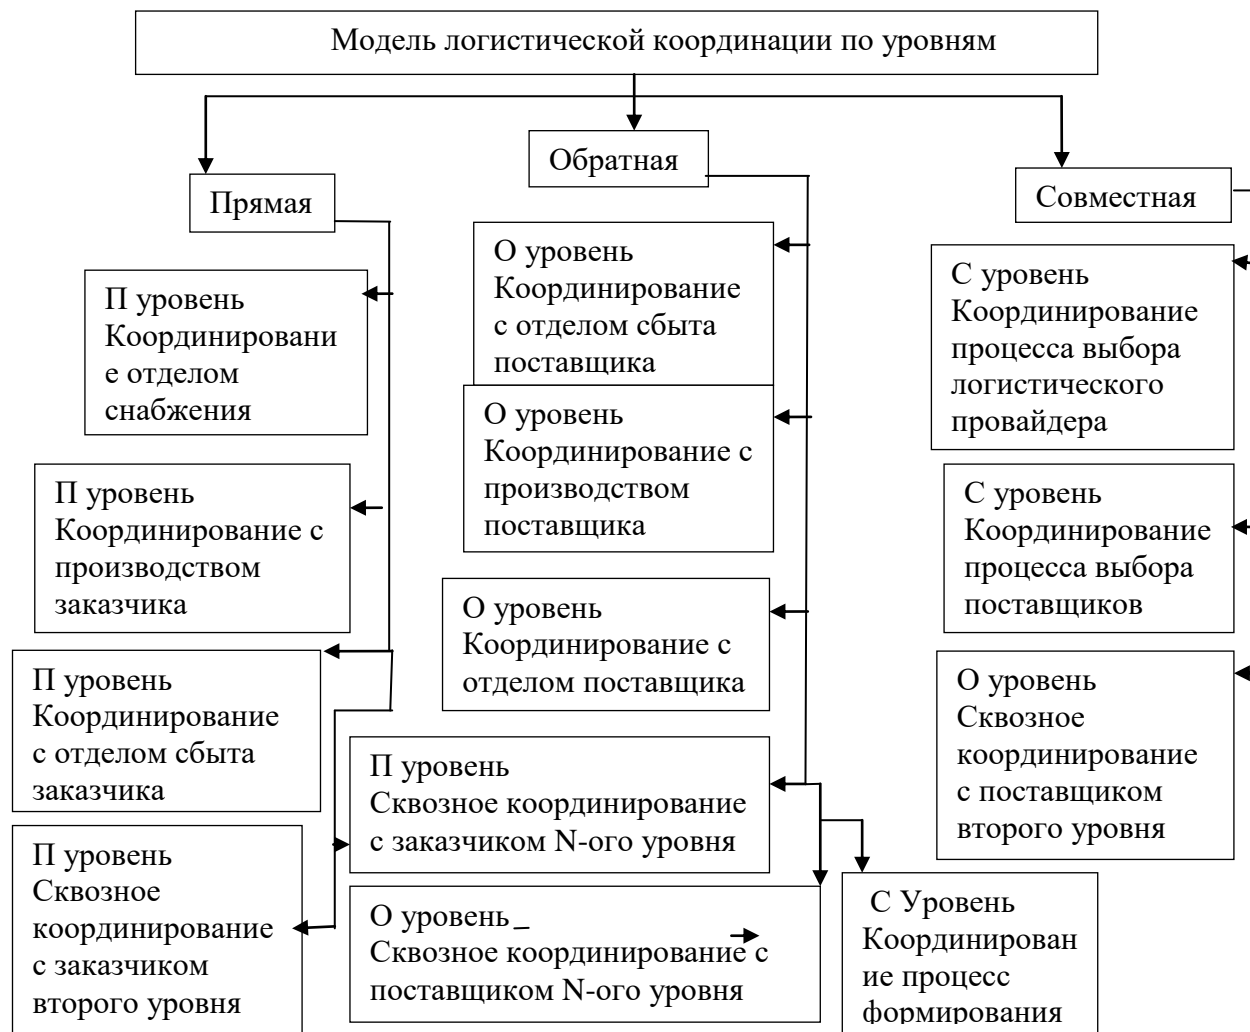 Модель логистической координации по уровням
Прямая
Обратная
Совместная
П уровень
Координировани
е отделом
снабжения
П уровень
Координирование с
производством
заказчика
П уровень
Координирование
с отделом сбыта
заказчика
П уровень
Сквозное
координирование
с заказчиком
второго уровня
О уровень
Координирование
с отделом сбыта
поставщика
О уровень
Координирование с
производством
поставщика
О уровень
Координирование с
отделом поставщика
П уровень
Сквозное координирование
с заказчиком N-ого уровня
О уровень
Сквозное координирование с
поставщиком N-ого уровня
С уровень
Координирование
процесса выбора
логистического
провайдера
С уровень
Координирование
процесса выбора
поставщиков
О уровень
Сквозное
координирование
с поставщиком
второго уровня
С Уровень
Координирован
ие процесс
формирования